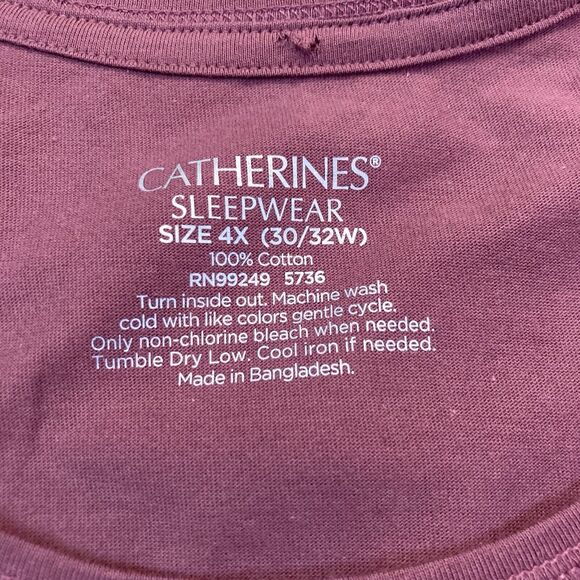 CATHERINES®
SLEEPWEAR
SIZE 4X (30/32W)
100% Cotton
RN99249 5736
Turn inside out. Machine wash
cold with like colors gentle cycle.
Only non-chlorine bleach when needed.
Tumble Dry Low. Cool iron if needed.
Made in Bangladesh.